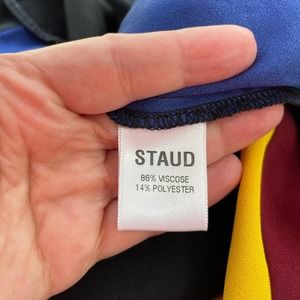 STAUD
86% VISCOSE
14% POLYESTER